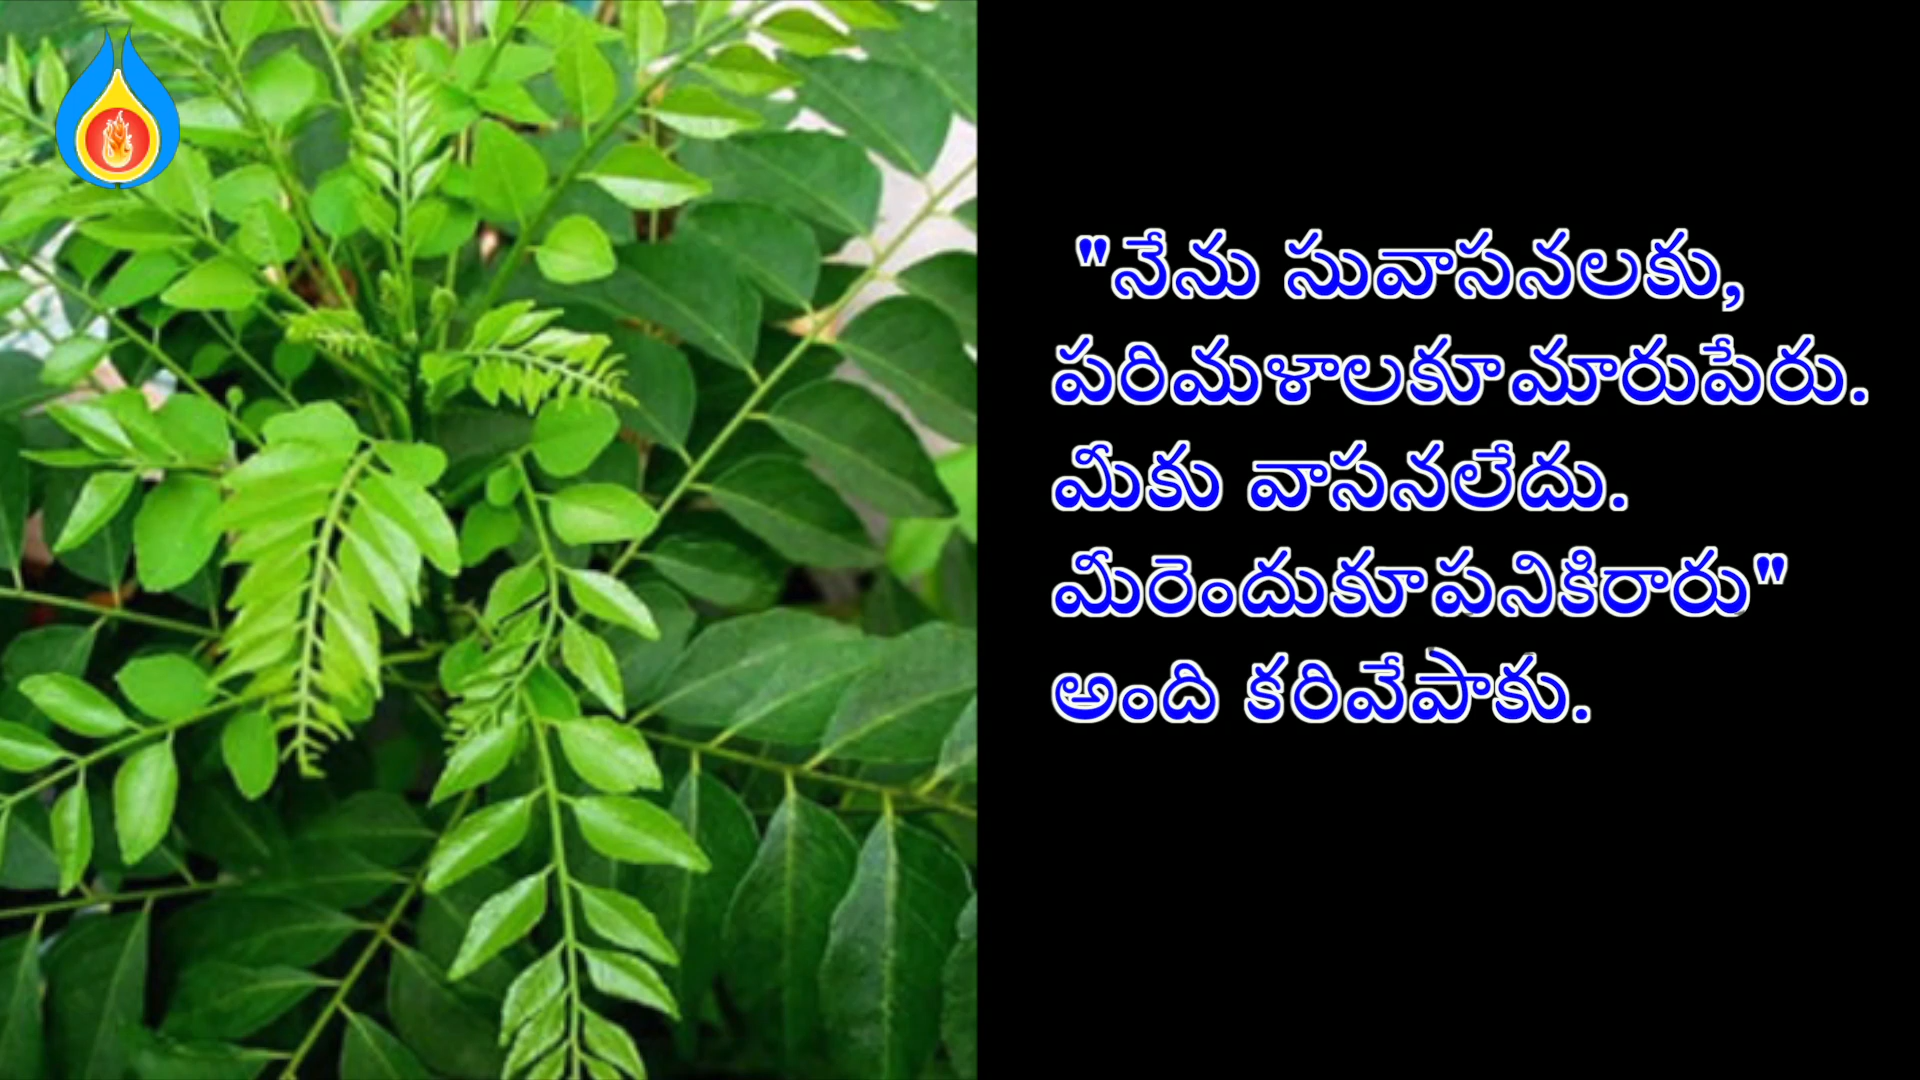 "నేను సువాసనలకు,
పరిమళాలకూమారుపేరు.
మీకు వాసనలేదు.
మీరెందుకూపనికిరారు"
అంది కరివేపాకు.